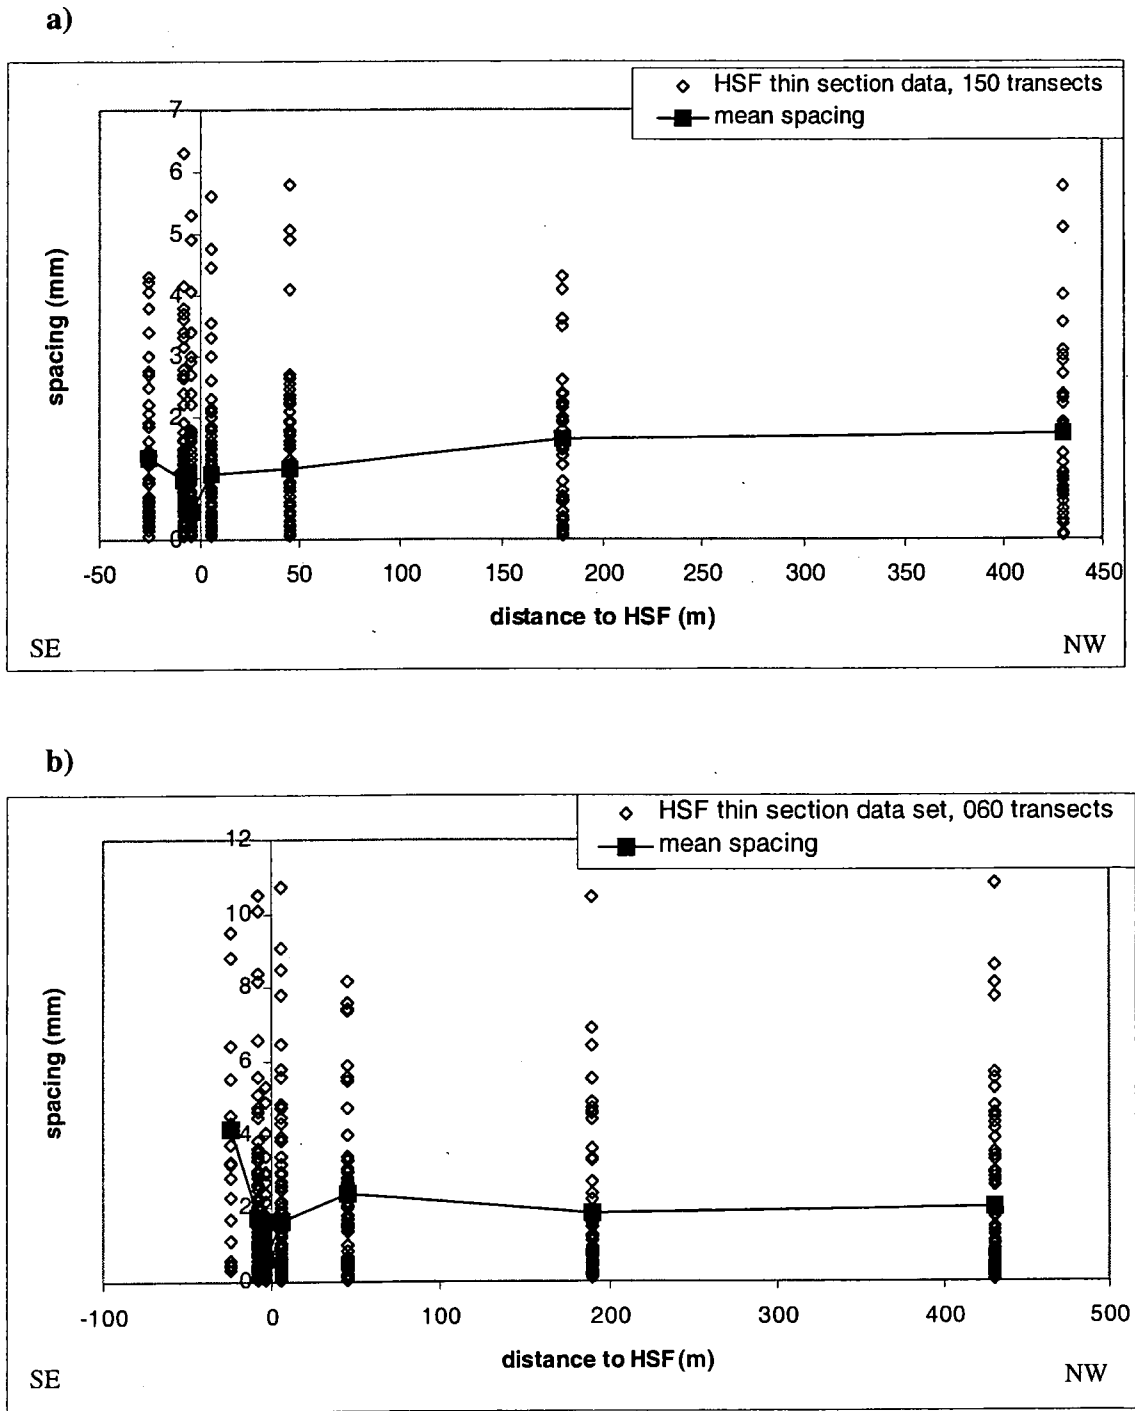 a)
HSF thin section data, 150 transects
mean spacing
7
6
5
4
3
2
0
spacing (mm)
-50 0 50 100 150 200 250 300 350 400 450
distance to HSF (m)
SE NW
b)
HSF thin section data set, 060 transects
mean spacing
12
10
8
6
4
2
0
spacing (mm)
-100 0 100 200 300 400 500
distance to HSF (m)
SE NW